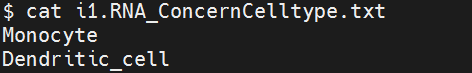 $ cat i1.RNA_ConcernCelltype.txt
Monocyte
Dendritic_cell